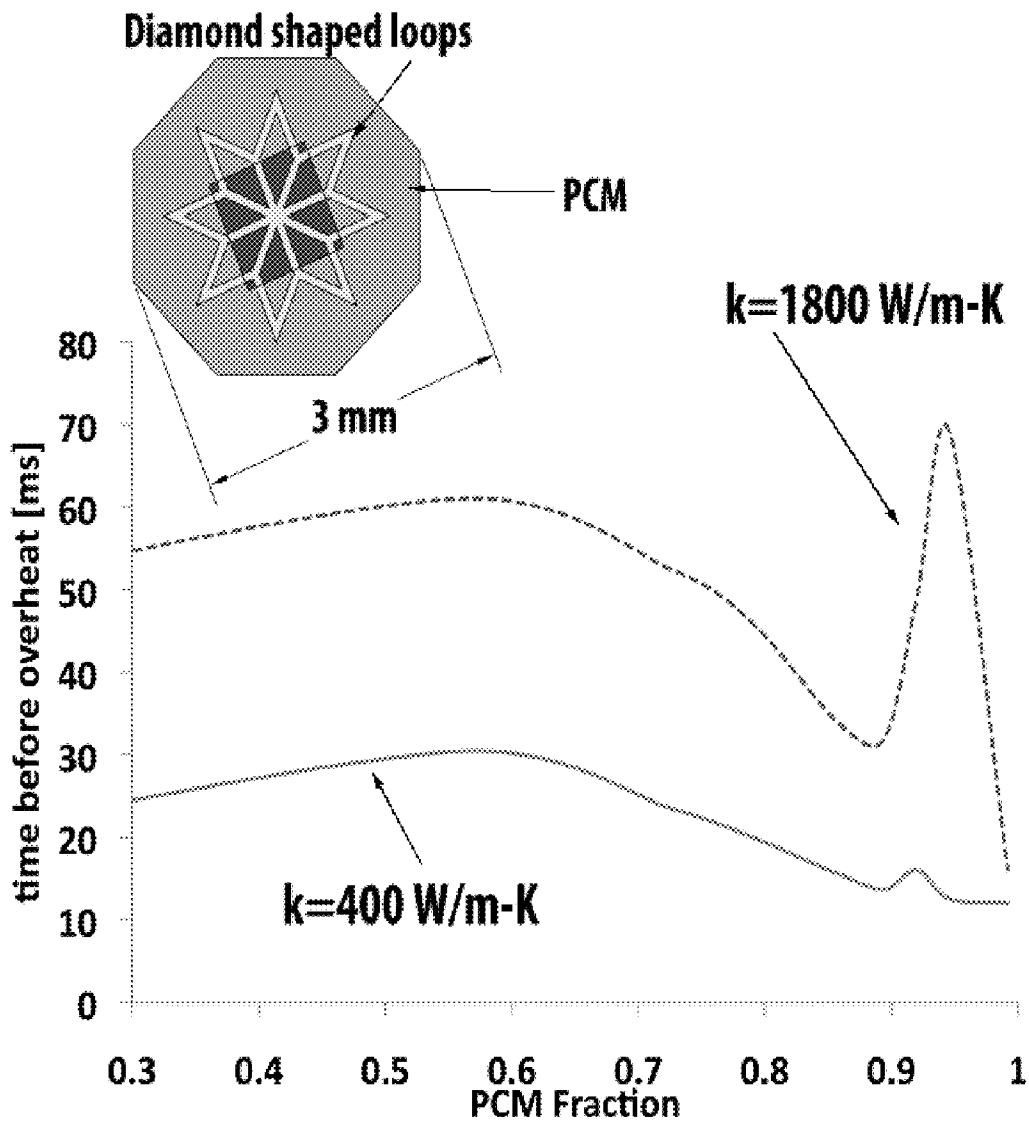 Diamond shaped loops
PCM
k=1800 W/m-K
3 mm
80
70
60
50
40
30
20
10
0
time before overheat [ms]
k=400 W/m-K
0.3 0.4 0.5 0.6 0.7 0.8 0.9 1
PCM Fraction